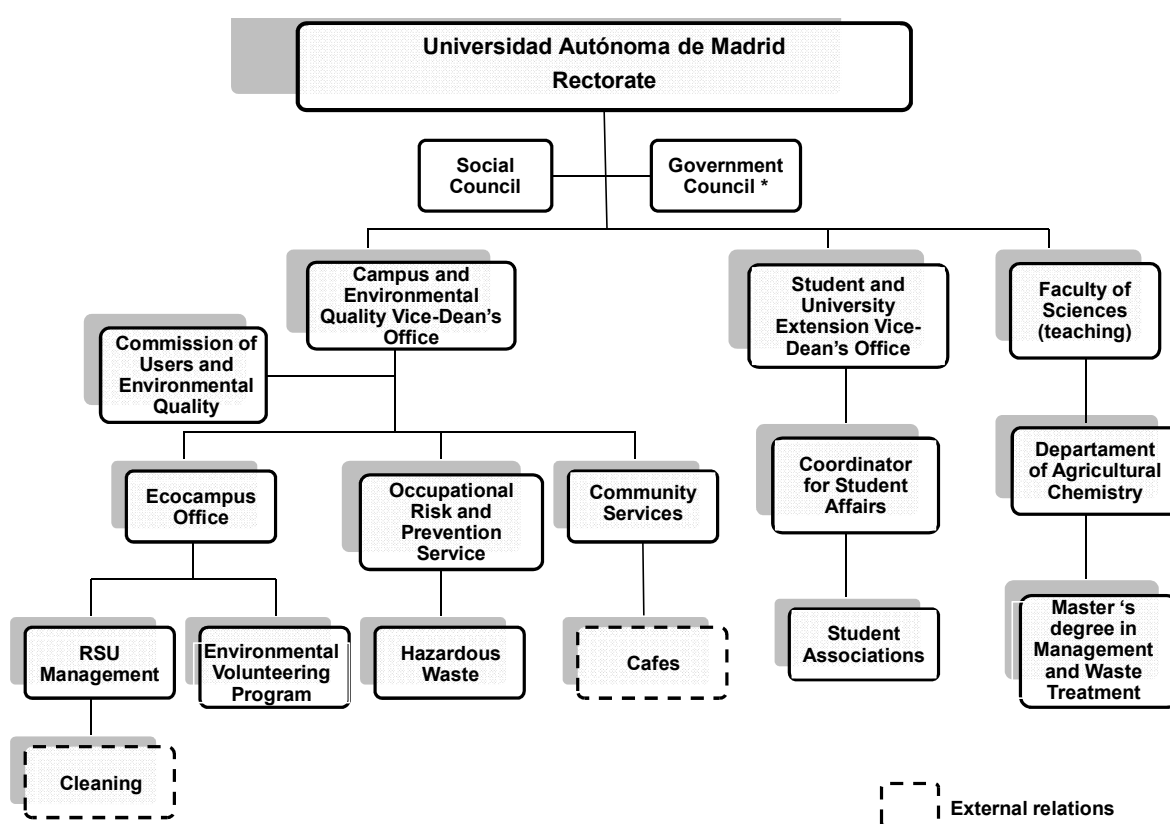 Universidad Autónoma de Madrid
Rectorate
Social
Council
Government
Council *
Campus and
Environmental
Quality Vice-Dean's
Office
Student and
University
Extension Vice-
Dean's Office
Faculty of
Sciences
(teaching)
Commission of
Users and
Environmental
Quality
Ecocampus
Office
Occupational
Risk and
Prevention
Service
Community
Services
Coordinator
for Student
Affairs
Departament
of Agricultural
Chemistry
RSU
Management
Environmental
Volunteering
Program
Hazardous
Waste
Cafes
Student
Associations
Master ‘s
degree in
Management
and Waste
Treatment
Cleaning
External relations